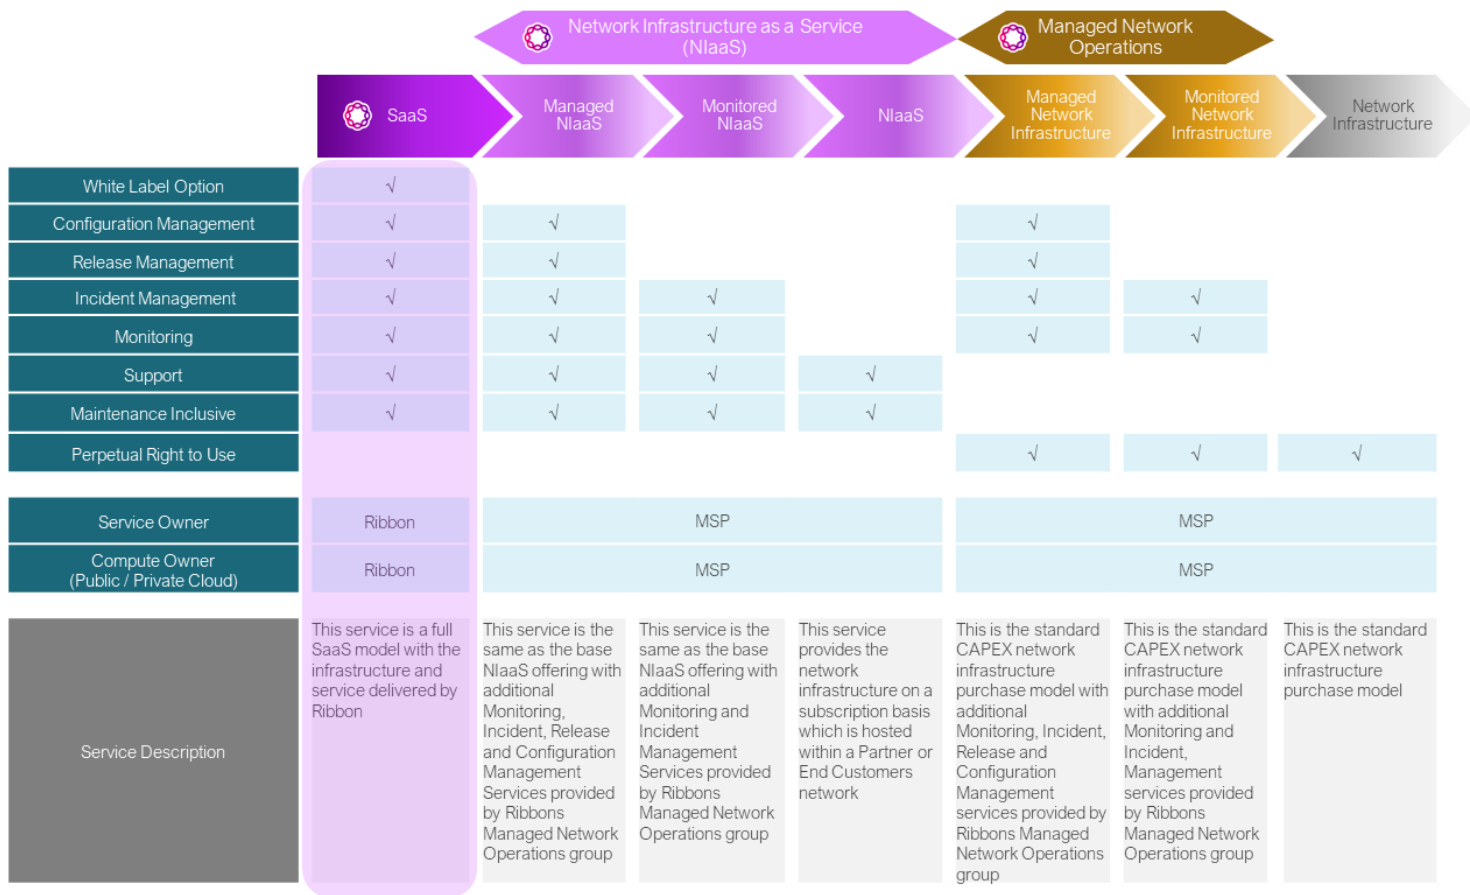 Network Infrastructure as a Service
(NIaaS)
Managed Network
Operations
SaaS
Managed
NIaaS
Monitored
NIaaS
NIaaS
Managed
Network
Infrastructure
Monitored
Network
Infrastructure
Network
Infrastructure
White Label Option
√
Configuration Management
√ √ √
Release Management
√ √ √
Incident Management
√ √ √ √ √
Monitoring
√ √ √ √ √
Support
√ √ √ √
Maintenance Inclusive
√ √ √ √
Perpetual Right to Use
√ √ √
Service Owner
Ribbon
MSP
MSP
Compute Owner
(Public / Private Cloud)
Ribbon
MSP
MSP
Service Description
This service is a full
SaaS model with the
infrastructure and
service delivered by
Ribbon
This service is the
same as the base
NIaaS offering with
additional
Monitoring,
Incident, Release
and Configuration
Management
Services provided
by Ribbons
Managed Network
Operations group
This service is the
same as the base
NIaaS offering with
additional
Monitoring and
Incident
Management
Services provided
by Ribbons
Managed Network
Operations group
This service
provides the
network
infrastructure on a
subscription basis
which is hosted
within a Partner or
End Customers
network
This is the standard
CAPEX network
infrastructure
purchase model with
additional
Monitoring, Incident,
Release and
Configuration
Management
services provided by
Ribbons Managed
Network Operations
group
This is the standard
CAPEX network
infrastructure
purchase model
with additional
Monitoring and
Incident,
Management
services provided
by Ribbons
Managed Network
Operations group
This is the standard
CAPEX network
infrastructure
purchase model